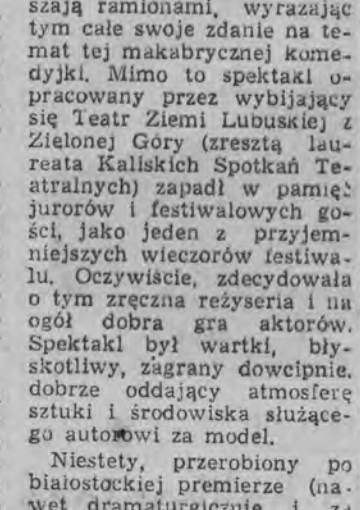 szają ramionami, wyrażając
tym całe swoje zdanie na te-
mat tej makabrycznej kome-
dyjki. Mimo to spektakl o-
pracowany przez wybijający
się Teatr Ziemi Lubuskiej z
Zielonej Góry (zresztą lau-
reata Kaliskich Spotkań Te-
atralnych) zapadł w pamięć
jurorów i festiwalowych go-
ści, jako jeden z przyjem-
niejszych wieczorów festiwa-
lu. Oczywiście, zdecydowała
o tym zręczna reżyseria i na
ogół dobra gra aktorów.
Spektakl był wartki, bły-
skotliwy, zagrany dowcipnie,
dobrze oddający atmosferę
sztuki i środowiska służące-
go autorowi za model.
Niestety, przerobiony po
białostockiej premierze (na-
wet dramaturgicznie i za